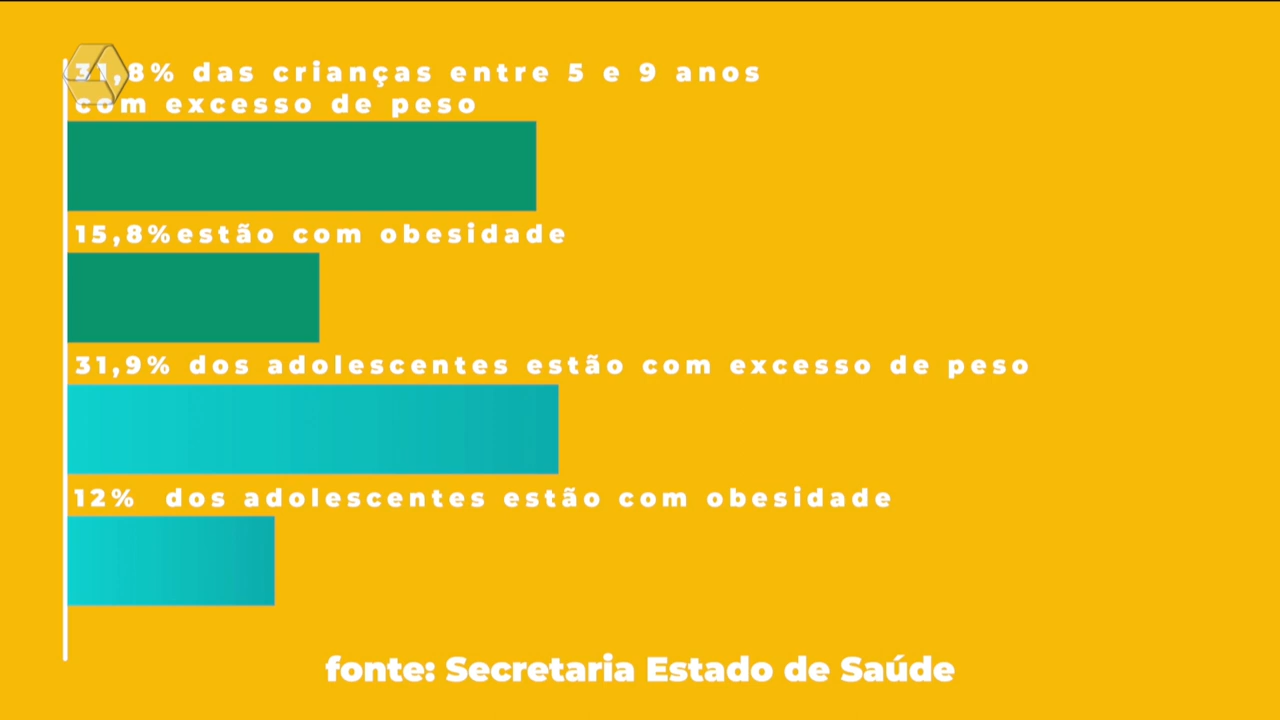 31,8% das crianças entre 5 e 9 anos
com excesso de peso
15,8%estão com obesidade
31,9% dos adolescentes estão com excesso de peso
12% dos adolescentes estão com obesidade
fonte: Secretaria Estado de Saúde